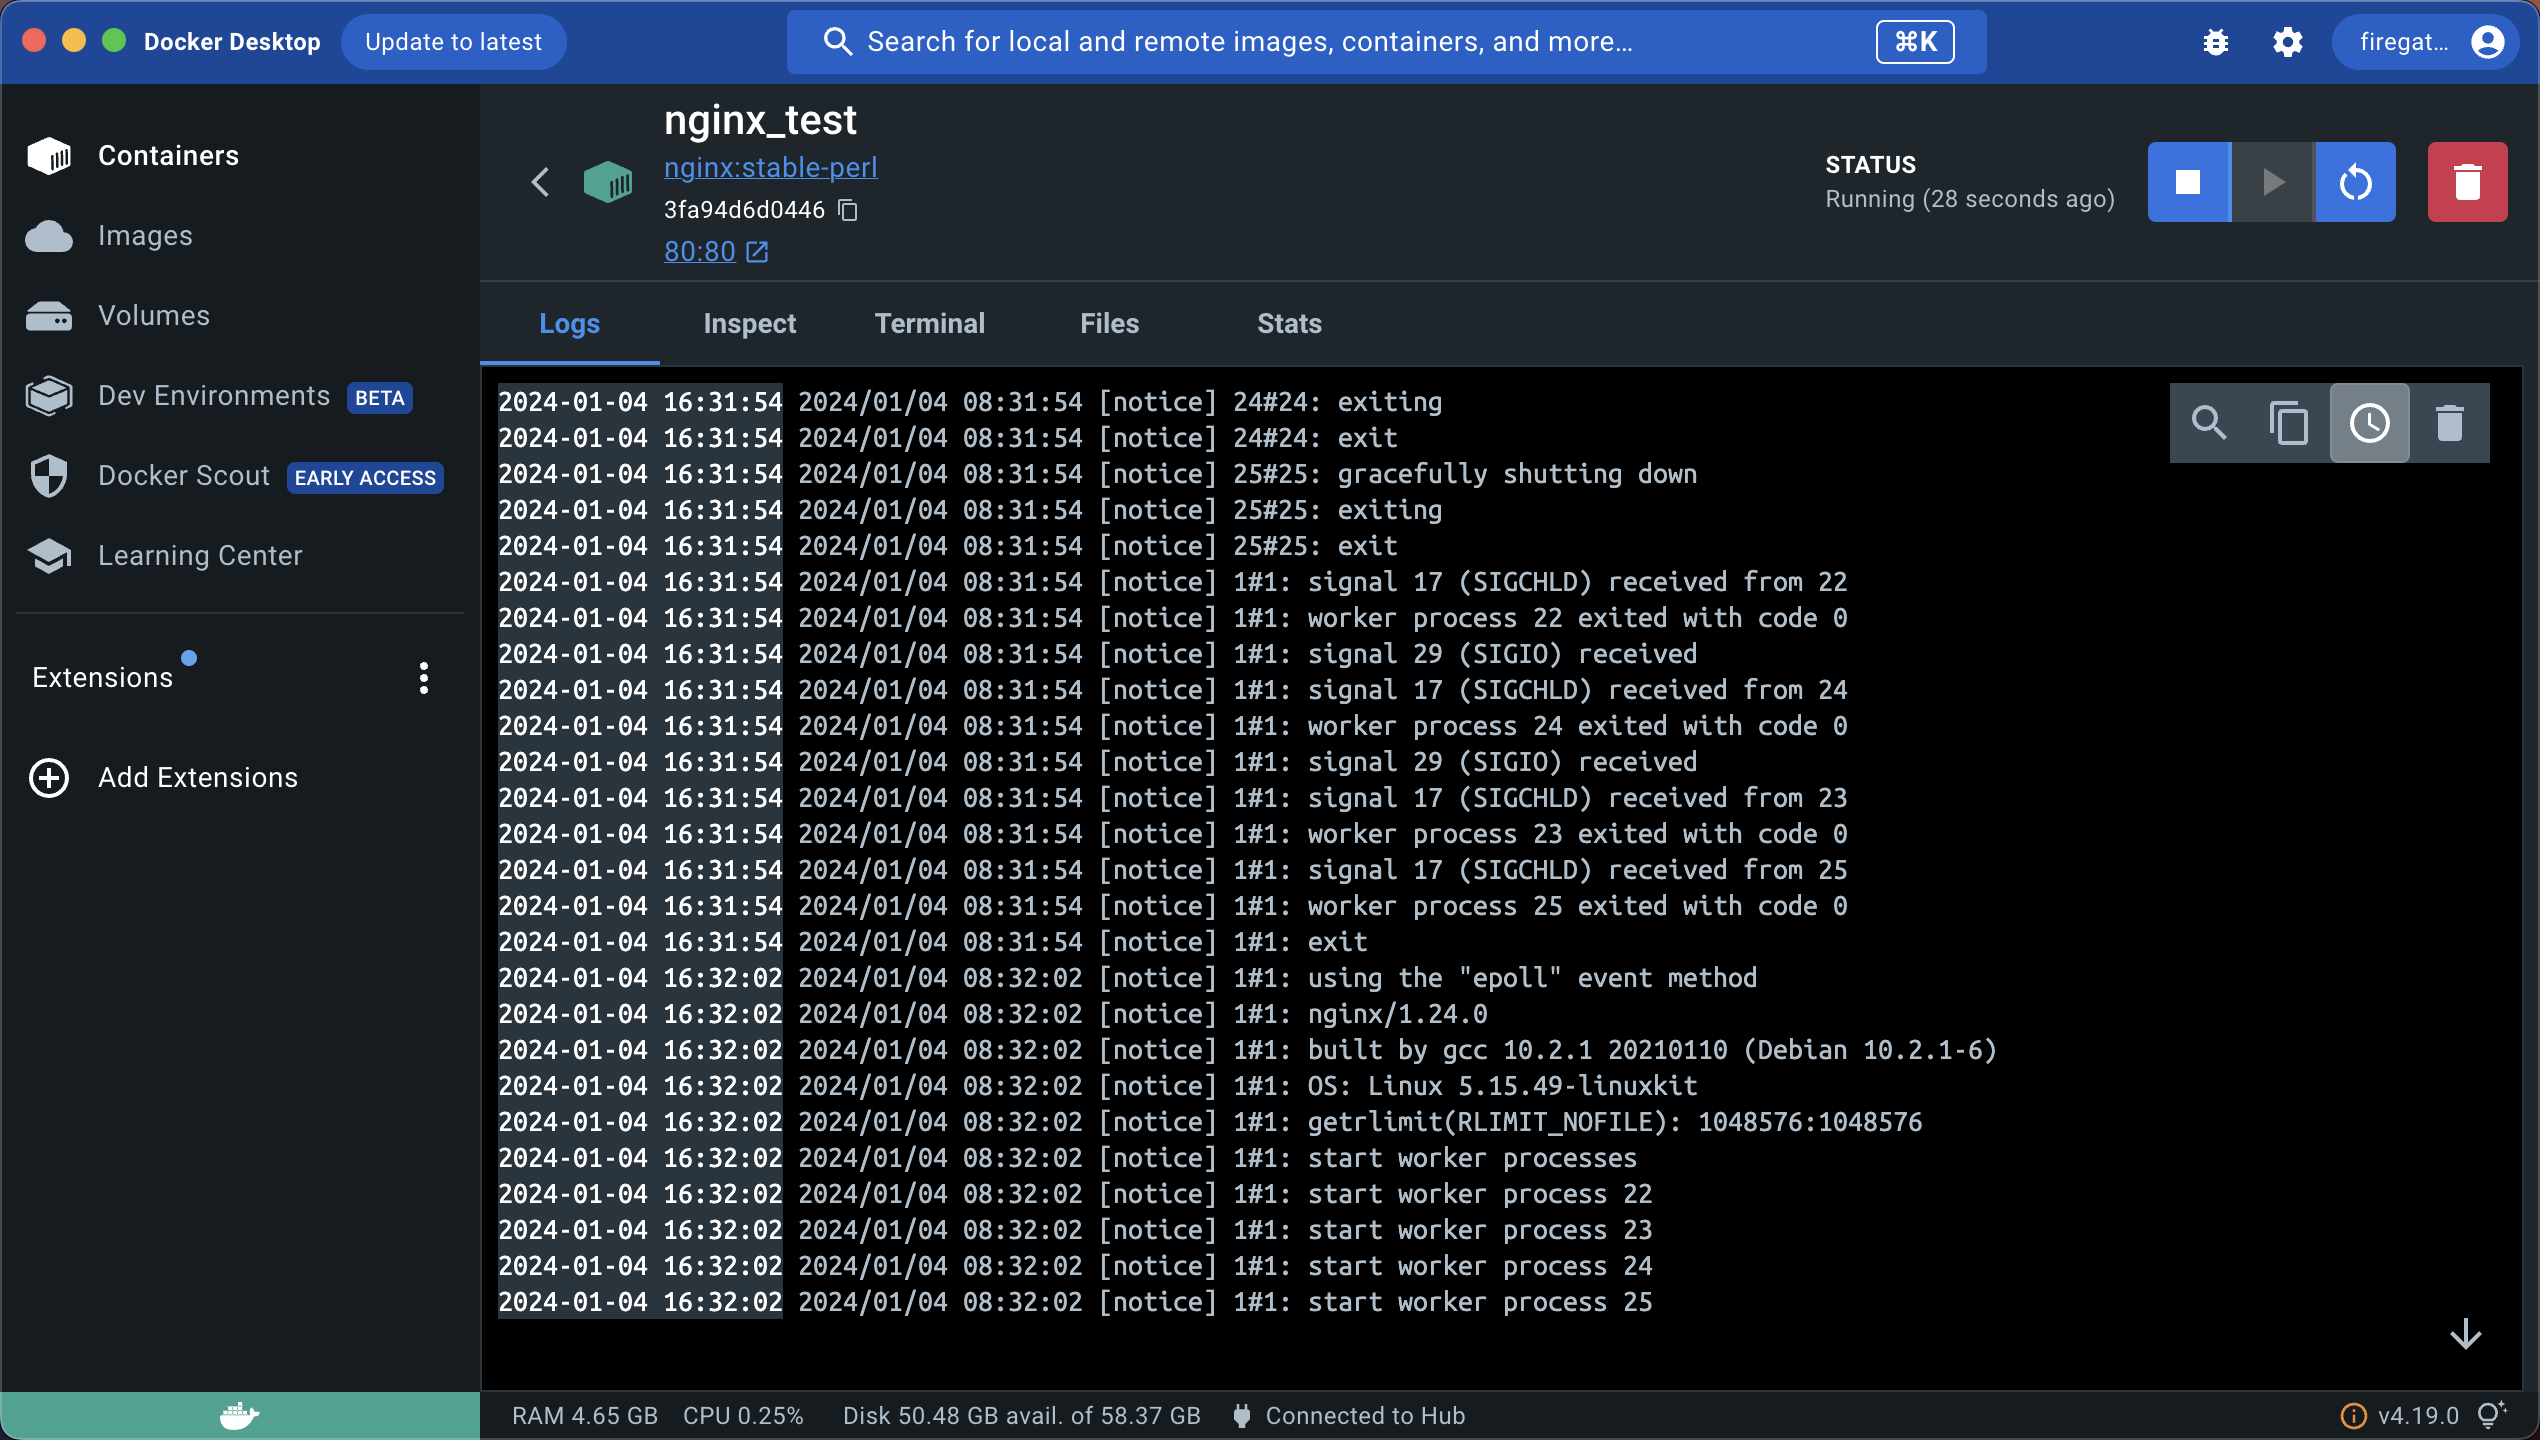 Docker Desktop
Update to latest
Search for local and remote images, containers, and more...
⌘K
firegat...
Containers
Images
Volumes
Dev Environments BETA
Docker Scout EARLY ACCESS
Learning Center
Extensions
Add Extensions
nginx_test
nginx:stable-perl
3fa94d6d0446
80:80
STATUS
Running (28 seconds ago)
Logs Inspect Terminal Files Stats
2024-01-04 16:31:54 2024/01/04 08:31:54 [notice] 24#24: exiting
2024-01-04 16:31:54 2024/01/04 08:31:54 [notice] 24#24: exit
2024-01-04 16:31:54 2024/01/04 08:31:54 [notice] 25#25: gracefully shutting down
2024-01-04 16:31:54 2024/01/04 08:31:54 [notice] 25#25: exiting
2024-01-04 16:31:54 2024/01/04 08:31:54 [notice] 25#25: exit
2024-01-04 16:31:54 2024/01/04 08:31:54 [notice] 1#1: signal 17 (SIGCHLD) received from 22
2024-01-04 16:31:54 2024/01/04 08:31:54 [notice] 1#1: worker process 22 exited with code 0
2024-01-04 16:31:54 2024/01/04 08:31:54 [notice] 1#1: signal 29 (SIGIO) received
2024-01-04 16:31:54 2024/01/04 08:31:54 [notice] 1#1: signal 17 (SIGCHLD) received from 24
2024-01-04 16:31:54 2024/01/04 08:31:54 [notice] 1#1: worker process 24 exited with code 0
2024-01-04 16:31:54 2024/01/04 08:31:54 [notice] 1#1: signal 29 (SIGIO) received
2024-01-04 16:31:54 2024/01/04 08:31:54 [notice] 1#1: signal 17 (SIGCHLD) received from 23
2024-01-04 16:31:54 2024/01/04 08:31:54 [notice] 1#1: worker process 23 exited with code 0
2024-01-04 16:31:54 2024/01/04 08:31:54 [notice] 1#1: signal 17 (SIGCHLD) received from 25
2024-01-04 16:31:54 2024/01/04 08:31:54 [notice] 1#1: worker process 25 exited with code 0
2024-01-04 16:31:54 2024/01/04 08:31:54 [notice] 1#1: exit
2024-01-04 16:32:02 2024/01/04 08:32:02 [notice] 1#1: using the "epoll" event method
2024-01-04 16:32:02 2024/01/04 08:32:02 [notice] 1#1: nginx/1.24.0
2024-01-04 16:32:02 2024/01/04 08:32:02 [notice] 1#1: built by gcc 10.2.1 20210110 (Debian 10.2.1-6)
2024-01-04 16:32:02 2024/01/04 08:32:02 [notice] 1#1: OS: Linux 5.15.49-linuxkit
2024-01-04 16:32:02 2024/01/04 08:32:02 [notice] 1#1: getrlimit(RLIMIT_NOFILE): 1048576:1048576
2024-01-04 16:32:02 2024/01/04 08:32:02 [notice] 1#1: start worker processes
2024-01-04 16:32:02 2024/01/04 08:32:02 [notice] 1#1: start worker process 22
2024-01-04 16:32:02 2024/01/04 08:32:02 [notice] 1#1: start worker process 23
2024-01-04 16:32:02 2024/01/04 08:32:02 [notice] 1#1: start worker process 24
2024-01-04 16:32:02 2024/01/04 08:32:02 [notice] 1#1: start worker process 25
RAM 4.65 GB CPU 0.25% Disk 50.48 GB avail. of 58.37 GB Connected to Hub v4.19.0